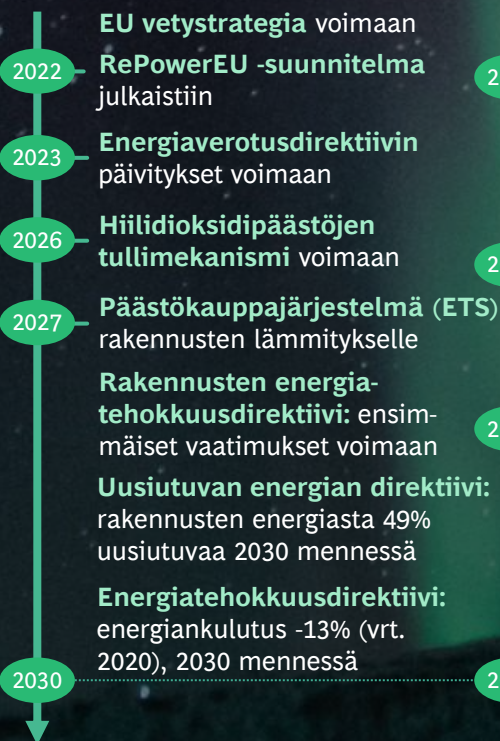 EU vetystrategia voimaan
2022
RePowerEU -suunnitelma
julkaistiin
2023
Energiaverotusdirektiivin
päivitykset voimaan
2026
Hiilidioksidipäästöjen
tullimekanismi voimaan
2027
Päästökauppajärjestelmä (ETS)
rakennusten lämmitykselle
Rakennusten energia-
tehokkuusdirektiivi: ensim-
mäiset vaatimukset voimaan
Uusiutuvan energian direktiivi:
rakennusten energiasta 49%
uusiutuvaa 2030 mennessä
Energiatehokkuusdirektiivi:
energiankulutus -13% (vrt.
2020), 2030 mennessä
2030